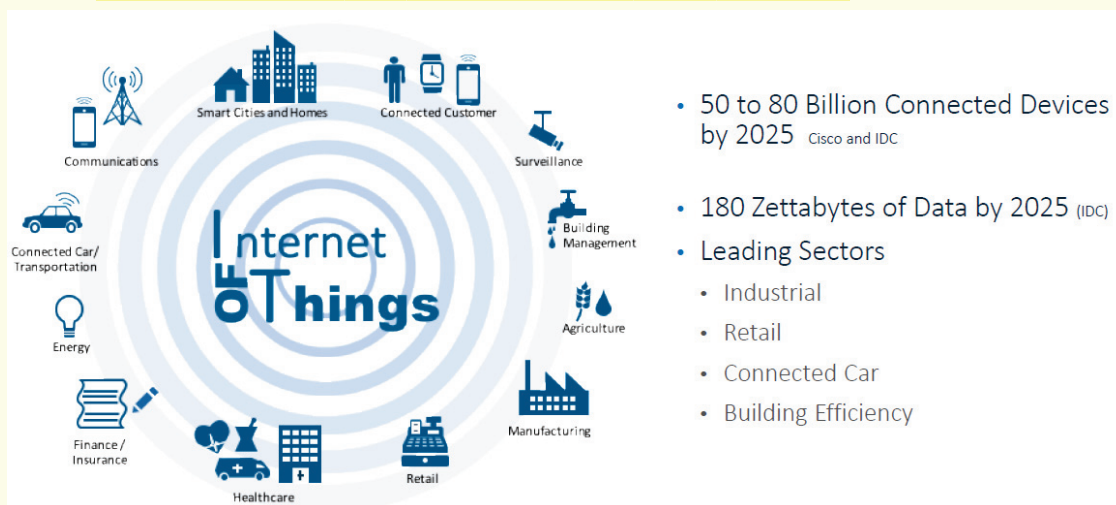 Smart Cities and Homes
Connected Customer
Communications
Surveillance
Connected Car/
Transportation
Building
Management
Internet
OF Things
Energy
Agriculture
Finance /
Insurance
Manufacturing
Healthcare
Retail
• 50 to 80 Billion Connected Devices
by 2025 Cisco and IDC
• 180 Zettabytes of Data by 2025 (IDC)
• Leading Sectors
• Industrial
• Retail
• Connected Car
• Building Efficiency